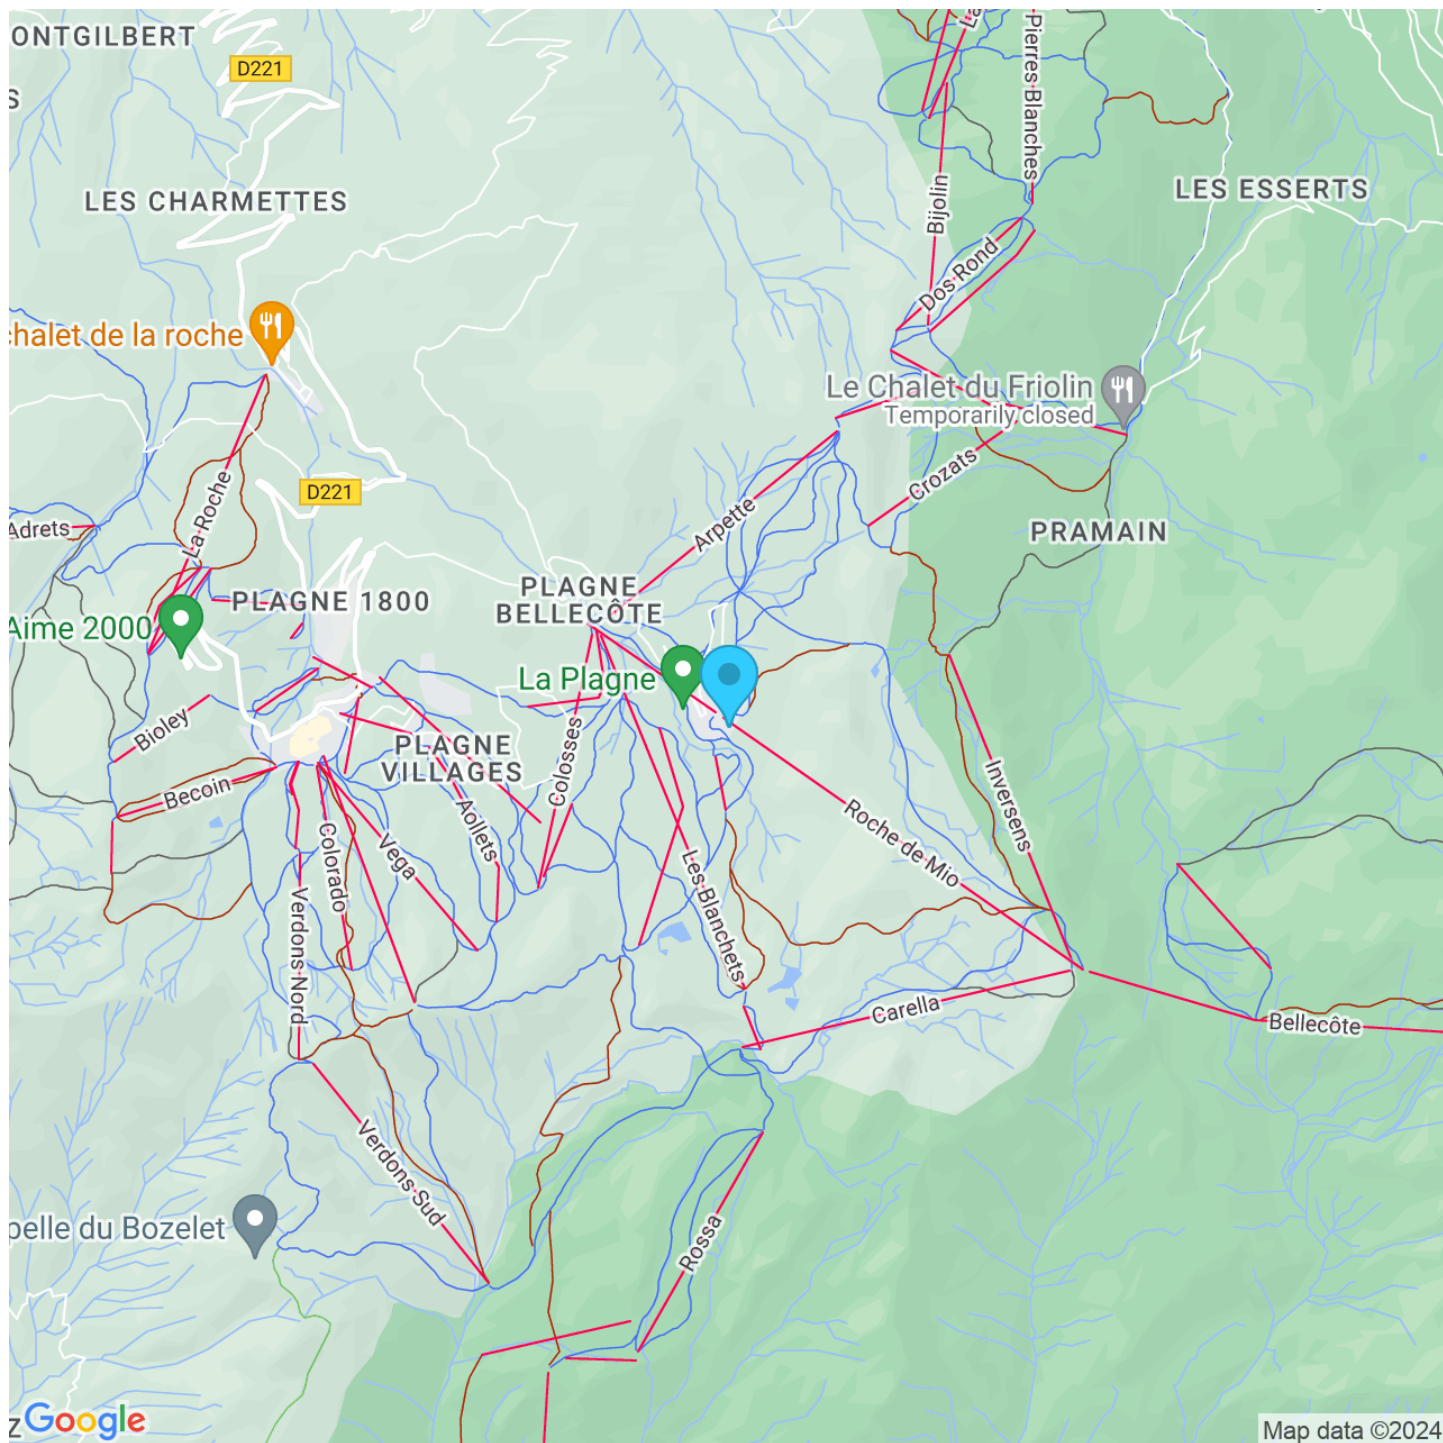 ONTGILBERT
D221
La
Pierres Blanches
S
LES CHARMETTES
Bijolin
LES ESSERTS
Dos Rond
chalet de la roche
Le Chalet du Friolin
Temporarily closed
D221
Crozats
La Roche
Adrets
Arpette
PRAMAIN
PLAGNE
BELLECÔTE
PLAGNE 1800
Aime 2000
La Plagne
Bioley
PLAGNE
VILLAGES
Colosses
Becoin
Inversens
Aollets
Roche de Mio
Vega
Colorado
Les Blanchets
Verdons Nord
Carella
Bellecôte
Verdons Sud
pelle du Bozelet
Rossa
z
Google
Map data ©2024